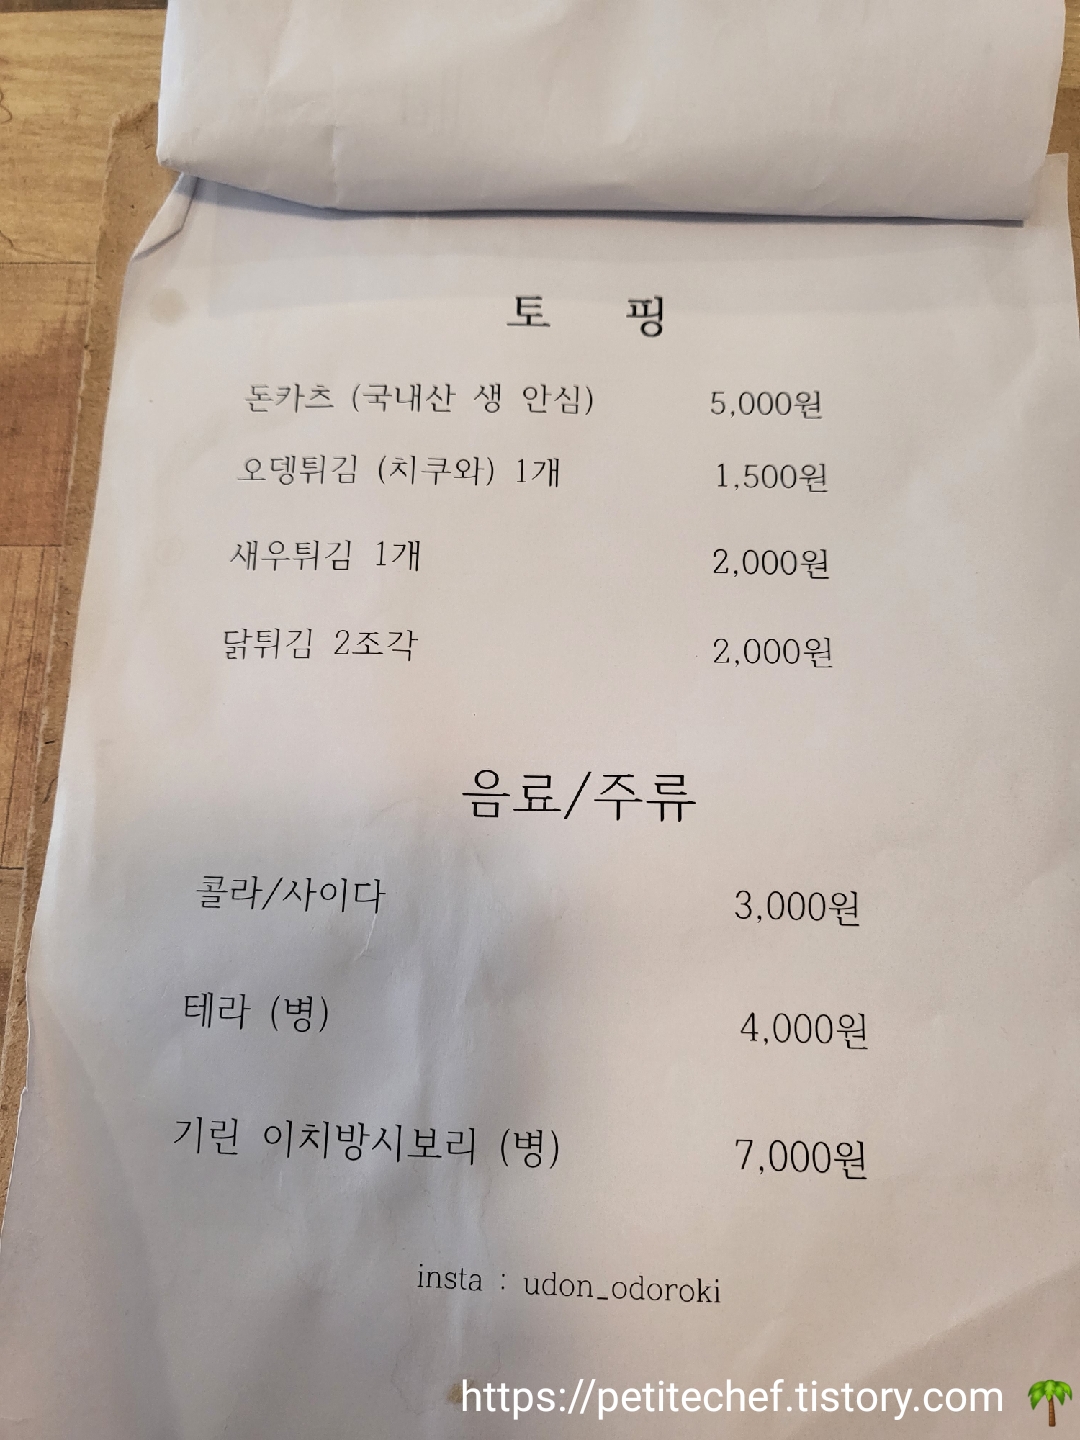 토 핑
돈카츠 (국내산 생 안심) 5,000원
오뎅튀김 (치쿠와) 1개 1,500원
새우튀김 1개 2,000원
닭튀김 2조각 2,000원
음료/주류
콜라/사이다 3,000원
테라 (병) 4,000원
기린 이치방시보리 (병) 7,000원
insta : udon_odoroki
https://petitechef.tistory.com